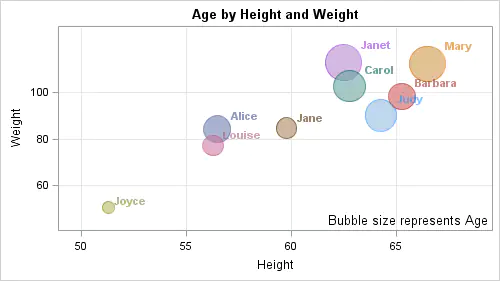 Age by Height and Weight
Janet
Mary
Carol
Barbara
Judy
Alice
Jane
Louise
Joyce
100
80
60
Weight
Bubble size represents Age
50
55
60
65
Height